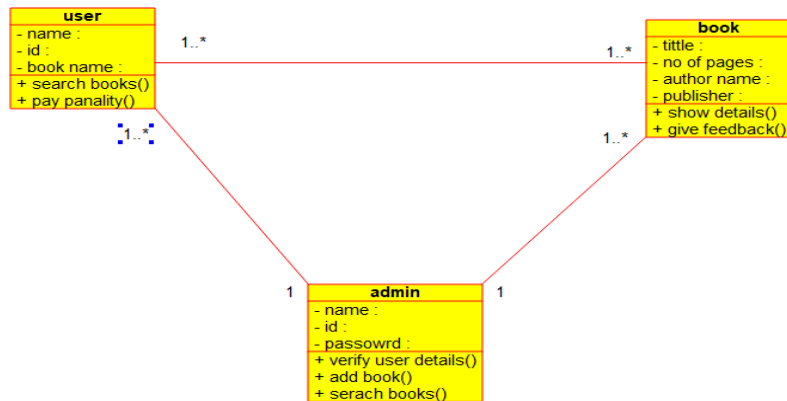 user
- name :
- id :
- book name :
+ search books()
+ pay panality()
1..*
1..*
book
- tittle :
- no of pages :
- author name :
- publisher :
+ show details()
+ give feedback()
1..*
1..*
1
1
admin
- name :
- id :
- passowrd :
+ verify user details()
+ add book()
+ serach books()